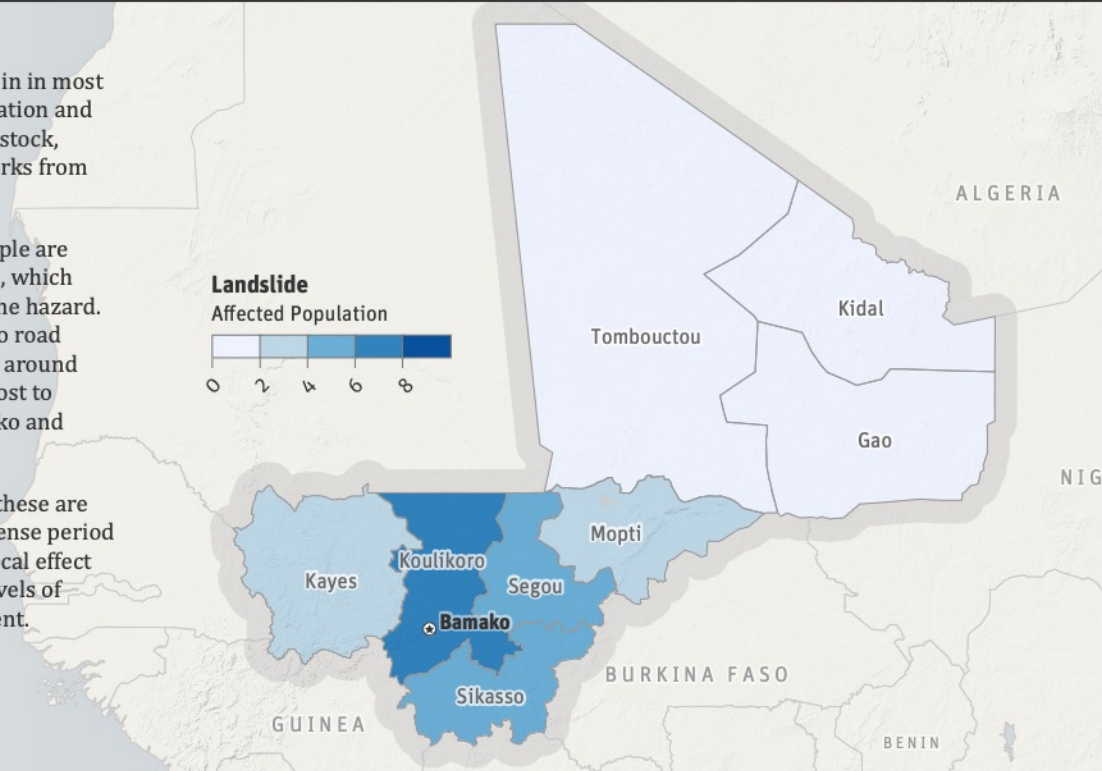 in in most
ation and
stock,
rks from
ple are
, which
ne hazard.
o road
around
ost to
ko and
these are
ense period
cal effect
vels of
ent.
Landslide
Affected Population
0 2 4 6 8
ALGERIA
Kidal
Tombouctou
Gao
NIG
Mopti
Koulikoro
Kayes
Segou
Bamako
BURKINA FASO
Sikasso
GUINEA
BENIN